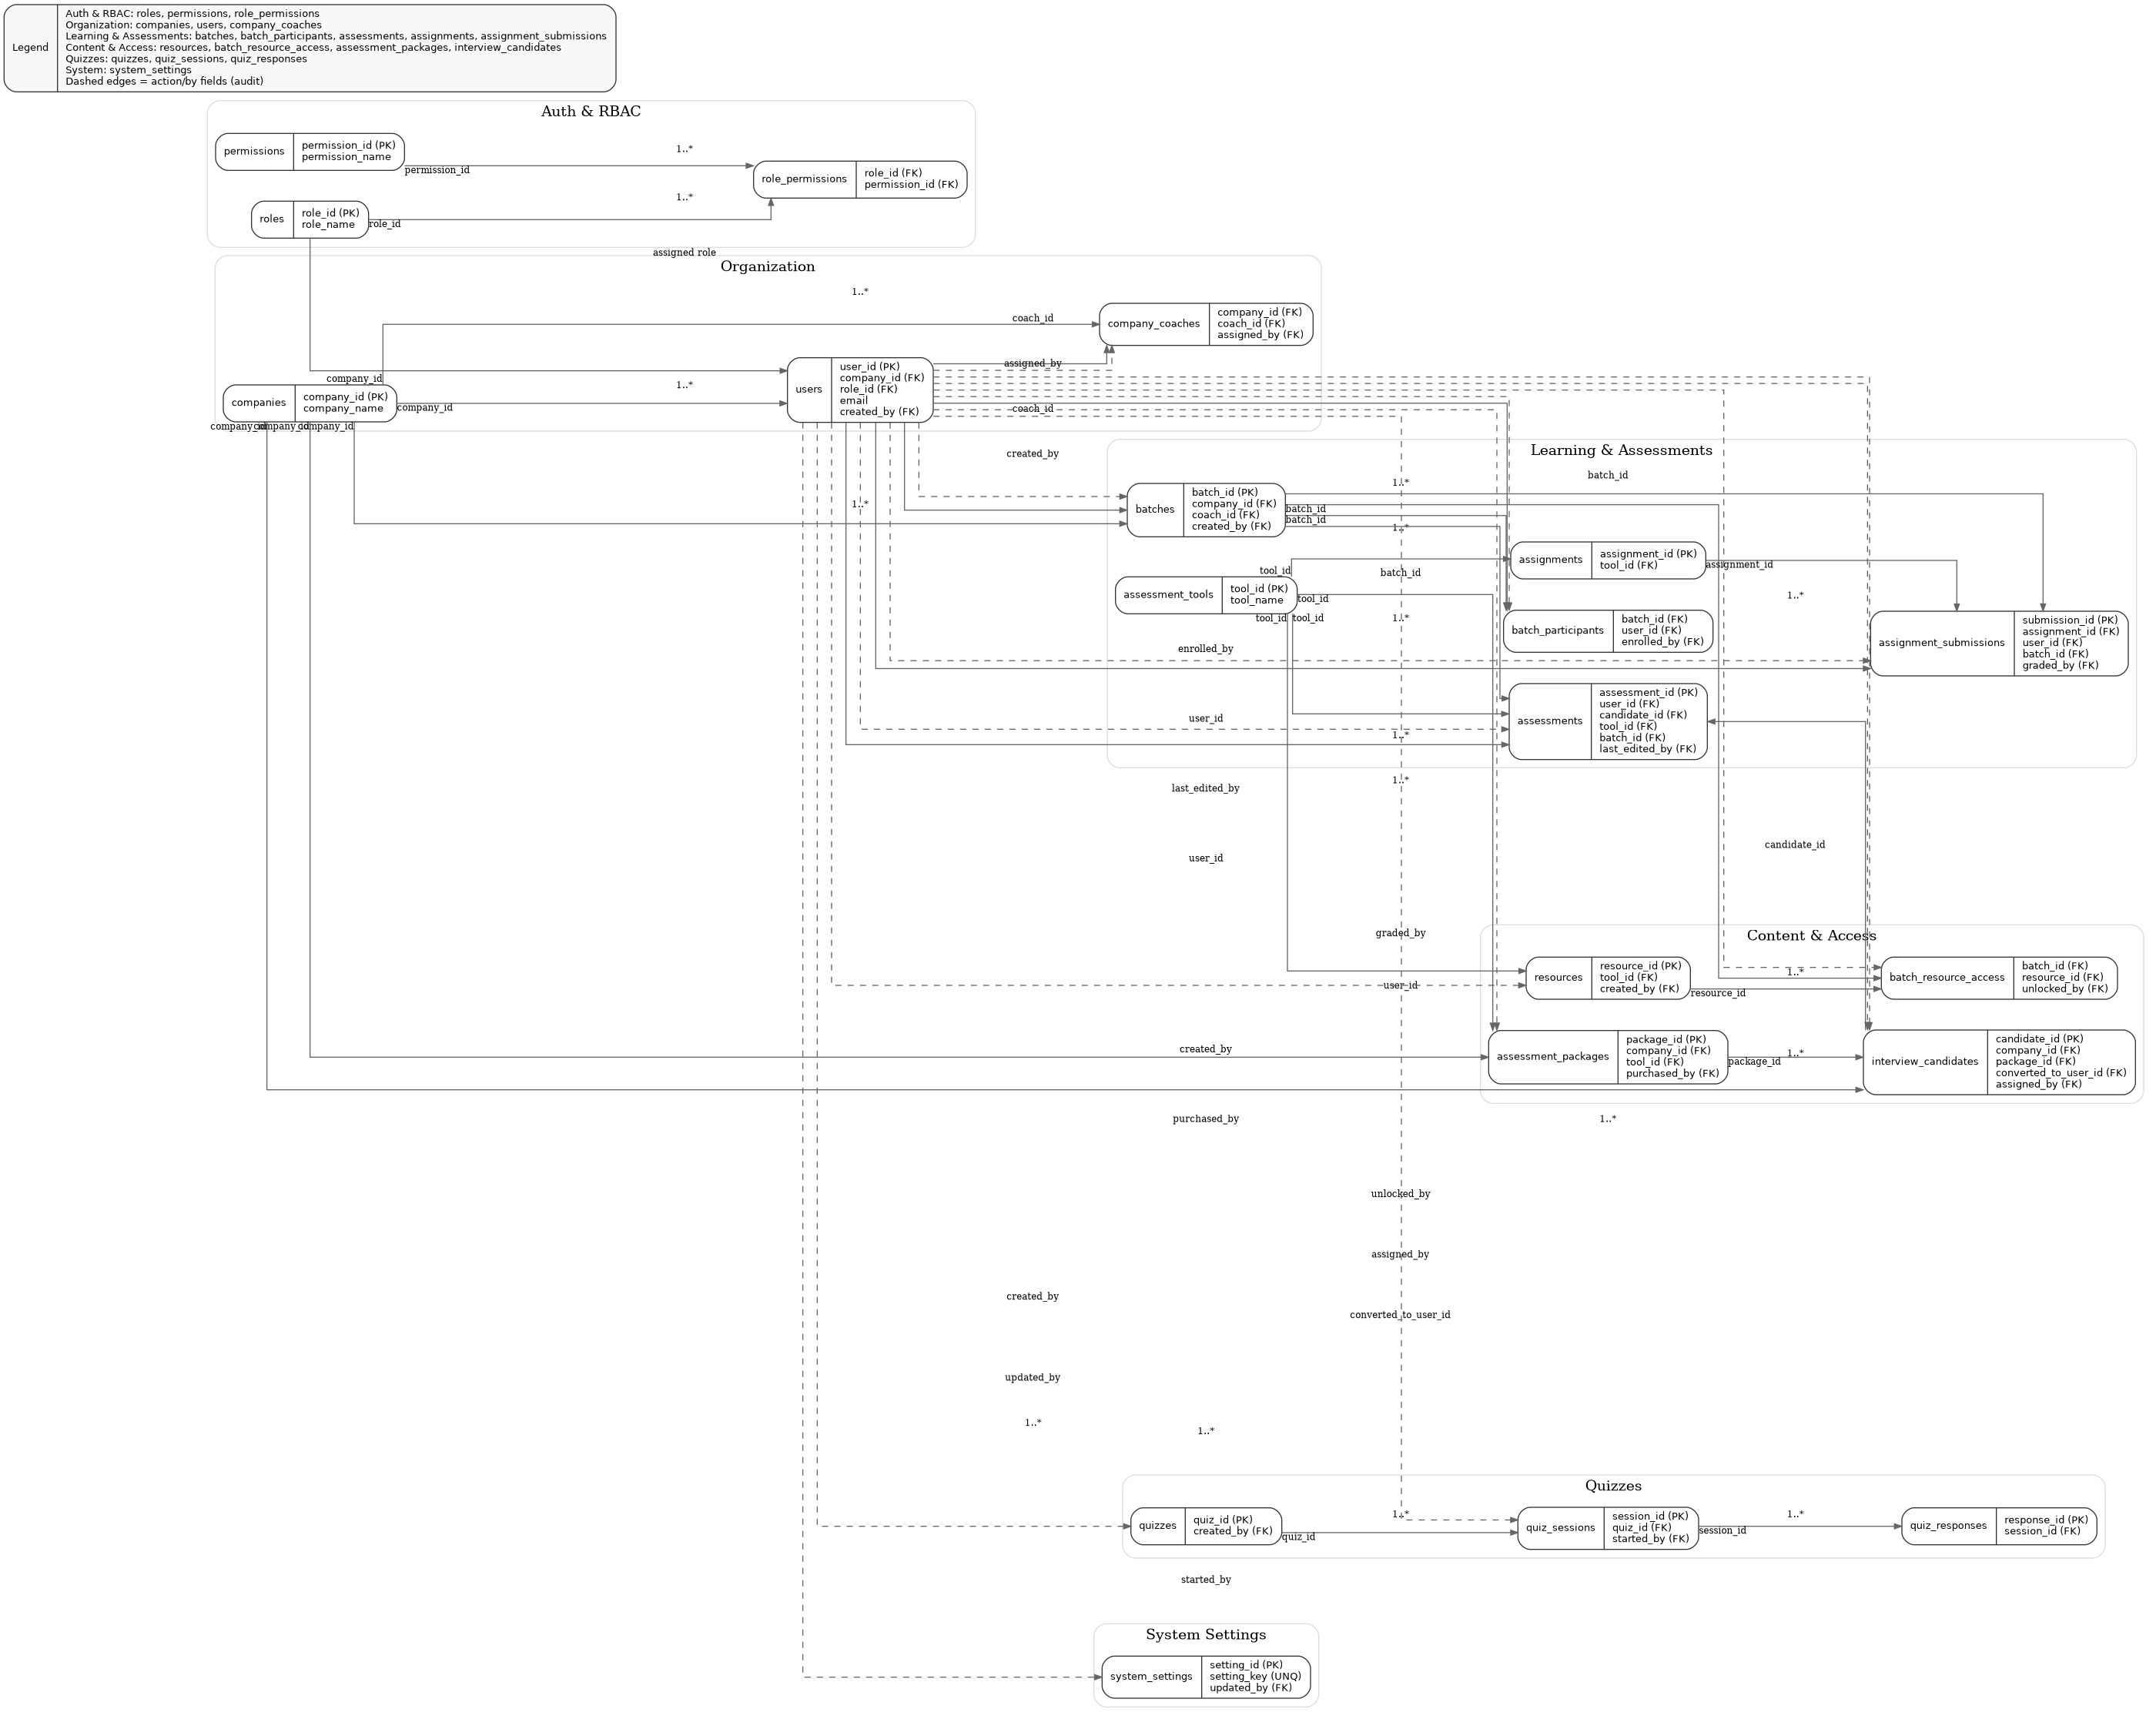 Legend
Auth & RBAC: roles, permissions, role_permissions
Organization: companies, users, company_coaches
Learning & Assessments: batches, batch_participants, assessments, assignments, assignment_submissions
Content & Access: resources, batch_resource_access, assessment_packages, interview_candidates
Quizzes: quizzes, quiz_sessions, quiz_responses
System: system_settings
Dashed edges = action/by fields (audit)
Auth & RBAC
permissions
permission_id (PK)
permission_name
permission_id
1..*
role_permissions
role_id (FK)
permission_id (FK)
roles
role_id (PK)
role_name
role_id
1..*
assigned role
Organization
1..*
coach_id
company_coaches
company_id (FK)
coach_id (FK)
assigned_by (FK)
assigned_by
company_id
companies
company_id (PK)
company_name
company_id
1..*
users
user_id (PK)
company_id (FK)
role_id (FK)
email
created_by (FK)
coach_id
company_id
company_id
company_id
created_by
1..*
Learning & Assessments
batch_id
1..*
batches
batch_id (PK)
company_id (FK)
coach_id (FK)
created_by (FK)
batch_id
batch_id
1..*
assignments
assignment_id (PK)
tool_id (FK)
assignment_id
tool_id
batch_id
assessment_tools
tool_id (PK)
tool_name
tool_id
1..*
tool_id
tool_id
1..*
batch_participants
batch_id (FK)
user_id (FK)
enrolled_by (FK)
assignment_submissions
submission_id (PK)
assignment_id (FK)
user_id (FK)
batch_id (FK)
graded_by (FK)
enrolled_by
assessments
assessment_id (PK)
user_id (FK)
candidate_id (FK)
tool_id (FK)
batch_id (FK)
last_edited_by (FK)
user_id
1..*
1..*
last_edited_by
candidate_id
user_id
graded_by
Content & Access
resources
resource_id (PK)
tool_id (FK)
created_by (FK)
1..*
resource_id
batch_resource_access
batch_id (FK)
resource_id (FK)
unlocked_by (FK)
user_id
created_by
assessment_packages
package_id (PK)
company_id (FK)
tool_id (FK)
purchased_by (FK)
1..*
package_id
interview_candidates
candidate_id (PK)
company_id (FK)
package_id (FK)
converted_to_user_id (FK)
assigned_by (FK)
purchased_by
1..*
unlocked_by
assigned_by
created_by
converted_to_user_id
updated_by
1..*
1..*
Quizzes
quizzes
quiz_id (PK)
created_by (FK)
quiz_id
1..*
quiz_sessions
session_id (PK)
quiz_id (FK)
started_by (FK)
session_id
1..*
quiz_responses
response_id (PK)
session_id (FK)
started_by
System Settings
system_settings
setting_id (PK)
setting_key (UNQ)
updated_by (FK)